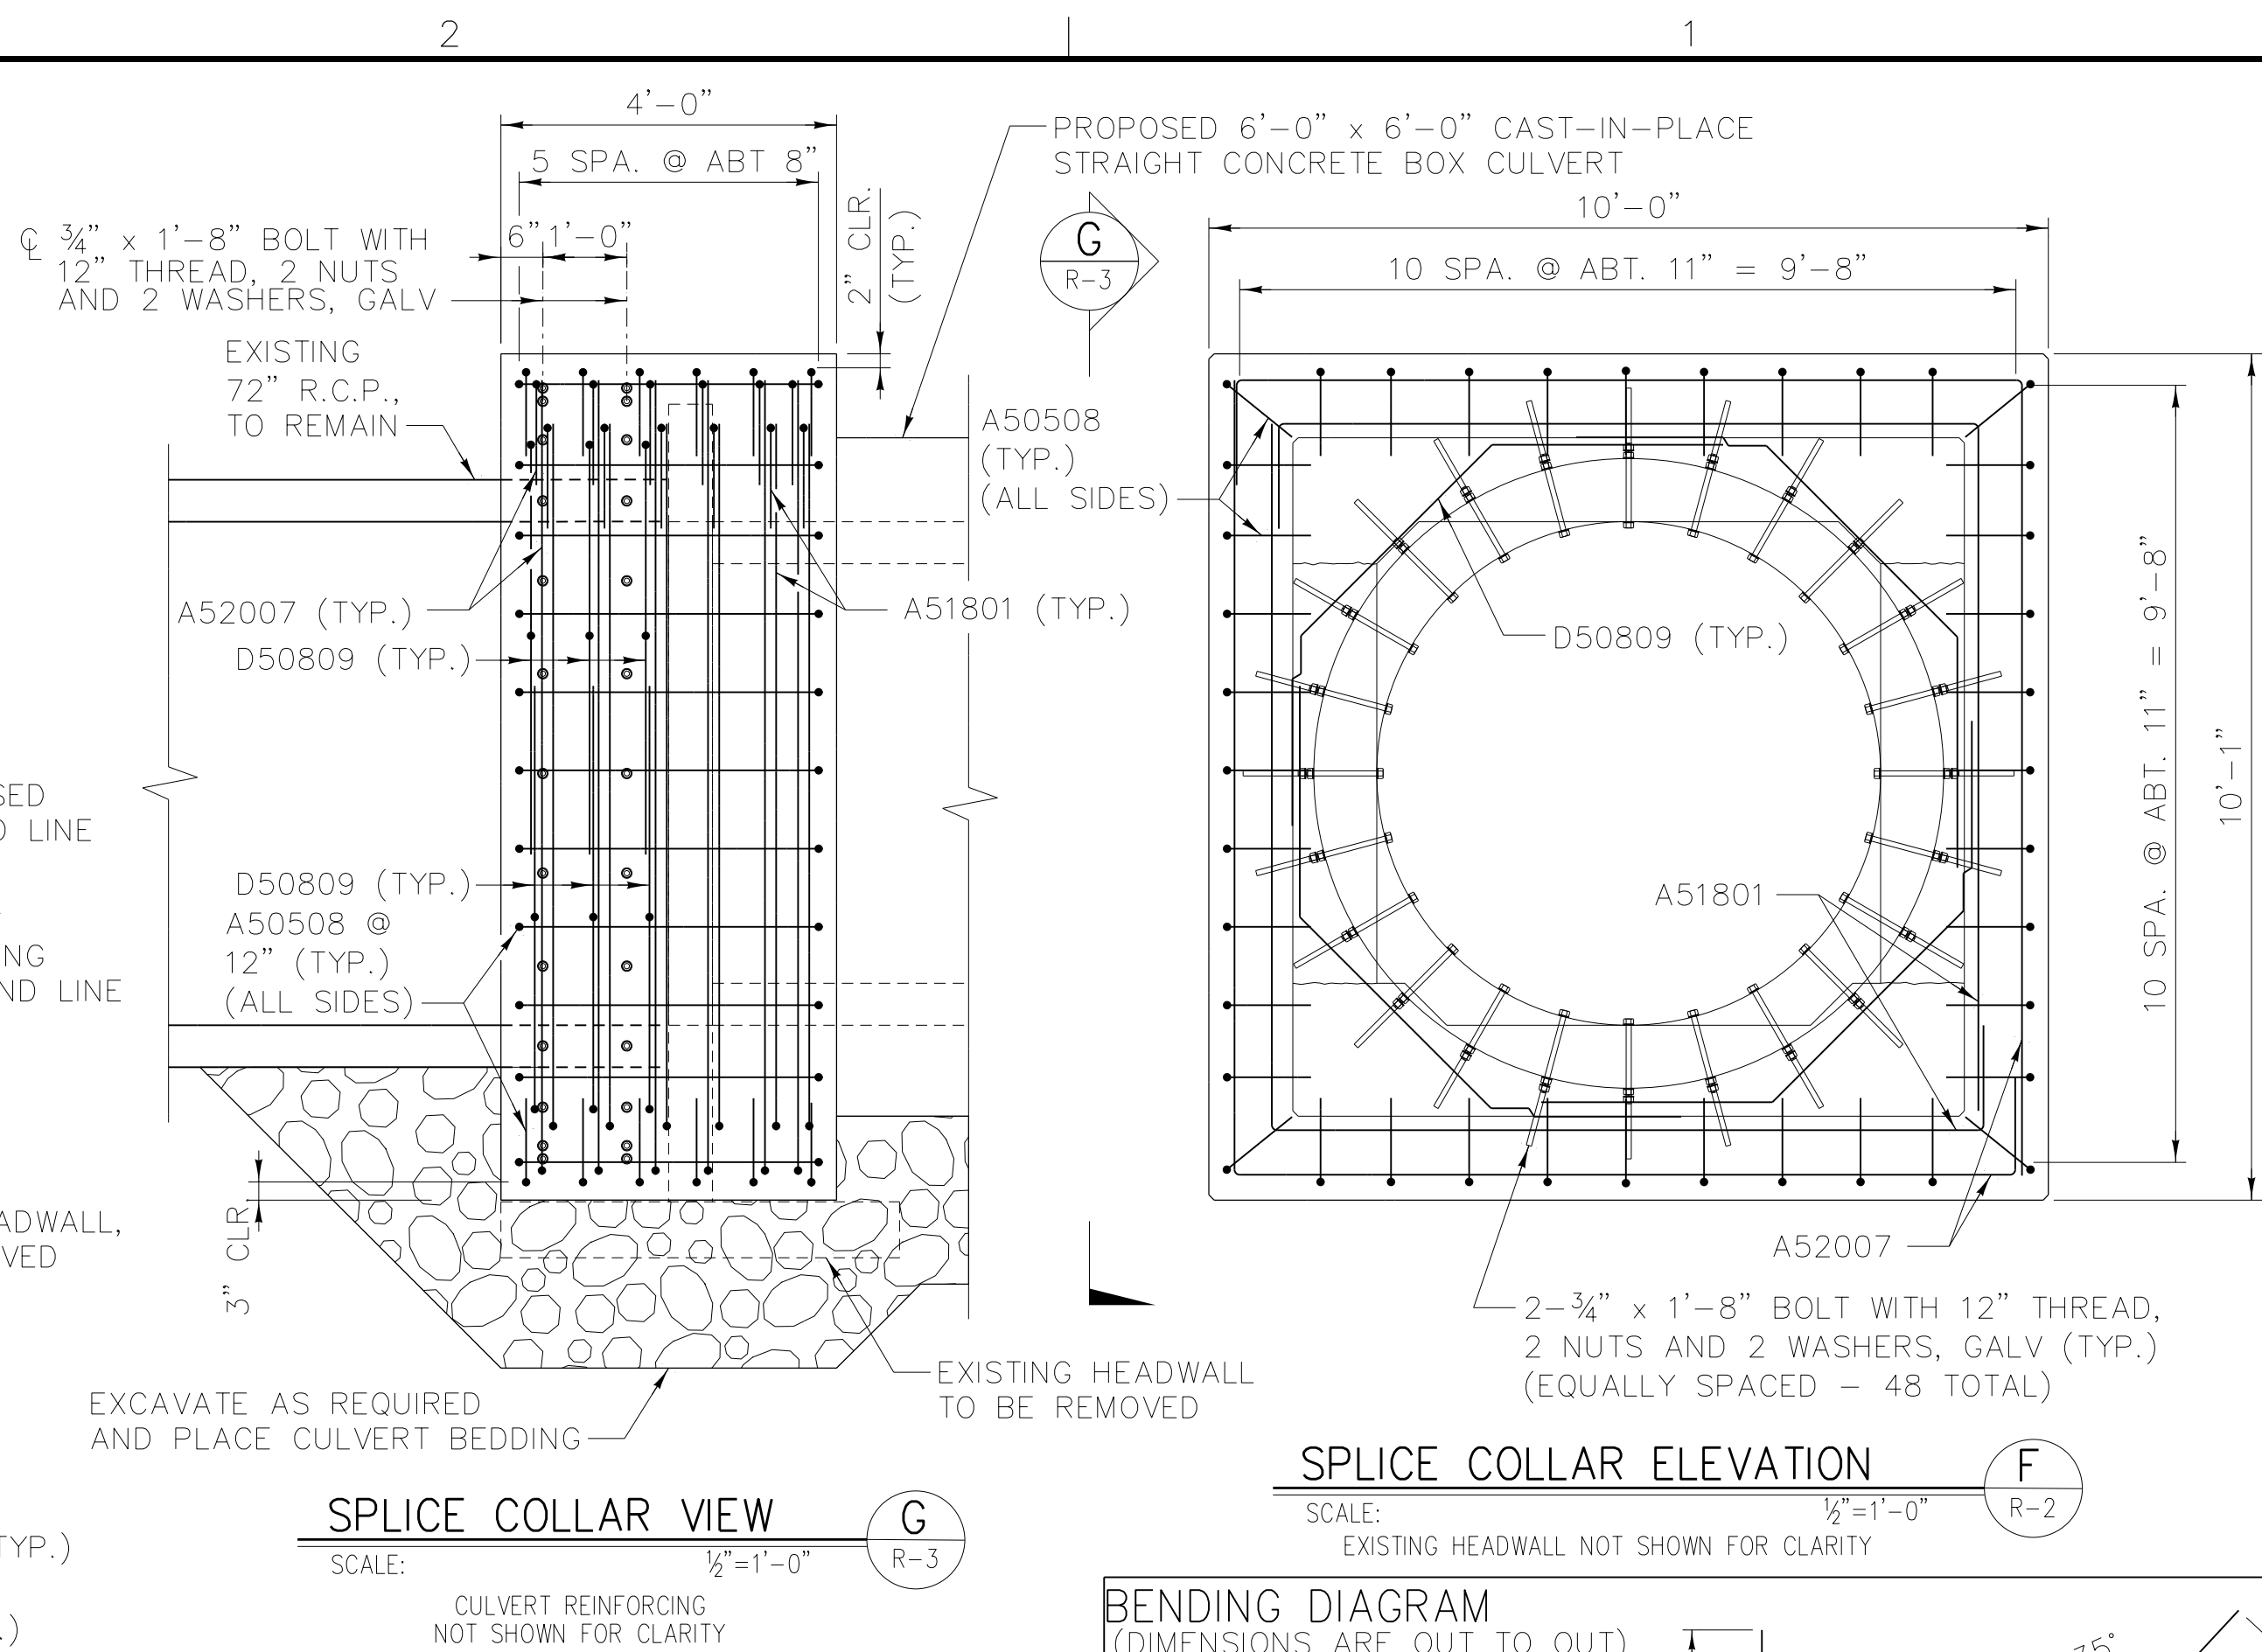 2
1
4'-0"
5 SPA. @ ABT 8"
6" 1'-0"
2" CLR.
(TYP.)
℄ ¾" x 1'-8" BOLT WITH
12" THREAD, 2 NUTS
AND 2 WASHERS, GALV
EXISTING
72" R.C.P.,
TO REMAIN
PROPOSED 6'-0" x 6'-0" CAST-IN-PLACE
STRAIGHT CONCRETE BOX CULVERT
G
R-3
10'-0"
10 SPA. @ ABT. 11" = 9'-8"
A50508
(TYP.)
(ALL SIDES)
A52007 (TYP.)
A51801 (TYP.)
D50809 (TYP.)
D50809 (TYP.)
D50809 (TYP.)
A50508 @
12" (TYP.)
(ALL SIDES)
A51801
10 SPA. @ ABT. 11" = 9'-8"
10'-1"
SED
LINE
NG
ND LINE
ADWALL,
VED
3" CLR
A52007
2-¾" x 1'-8" BOLT WITH 12" THREAD,
2 NUTS AND 2 WASHERS, GALV (TYP.)
(EQUALLY SPACED - 48 TOTAL)
EXISTING HEADWALL
TO BE REMOVED
EXCAVATE AS REQUIRED
AND PLACE CULVERT BEDDING
SPLICE COLLAR ELEVATION
F
R-2
SCALE: ½"=1'-0"
EXISTING HEADWALL NOT SHOWN FOR CLARITY
SPLICE COLLAR VIEW
G
R-3
SCALE: ½"=1'-0"
CULVERT REINFORCING
NOT SHOWN FOR CLARITY
TYP.)
.)
BENDING DIAGRAM
(DIMENSIONS ARE OUT TO OUT)